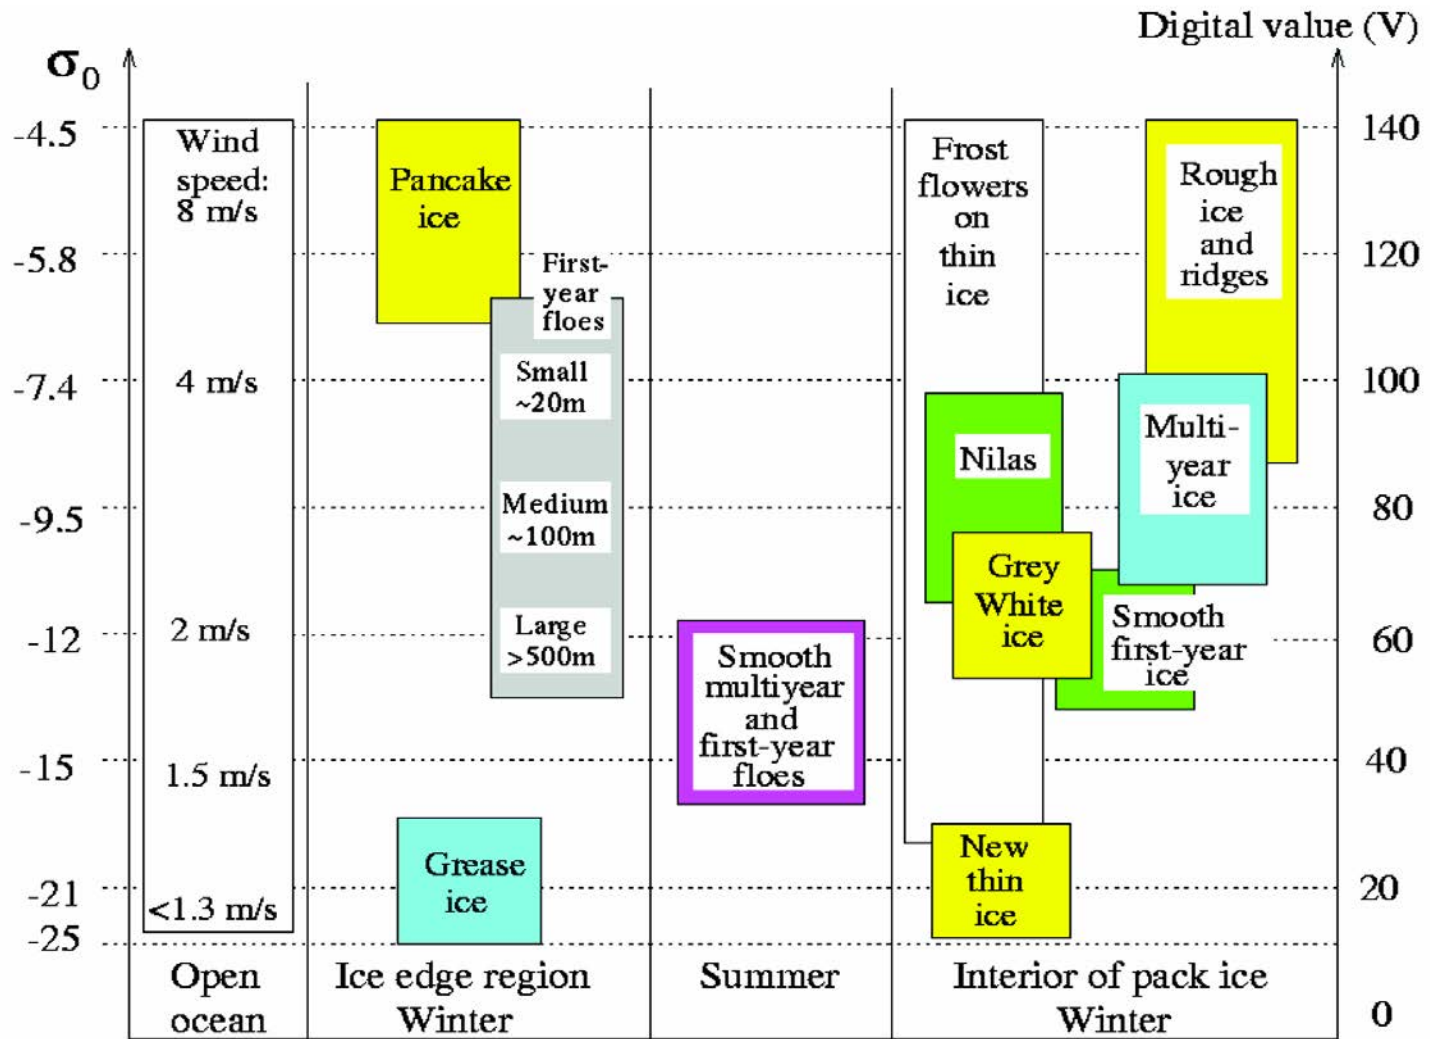 Digital value (V)
σ0
-4.5
-5.8
-7.4
-9.5
-12
-15
-21
-25
Wind
speed:
8 m/s
4 m/s
2 m/s
1.5 m/s
<1.3 m/s
Pancake
ice
First-
year
floes
Small
~20m
Medium
~100m
Large
>500m
Grease
ice
Smooth
multiyear
and
first-year
floes
Frost
flowers
on
thin
ice
Nilas
Grey
White
ice
New
thin
ice
Rough
ice
and
ridges
Multi-
year
ice
Smooth
first-year
ice
140
120
100
80
60
40
20
0
Open
ocean
Ice edge region
Winter
Summer
Interior of pack ice
Winter